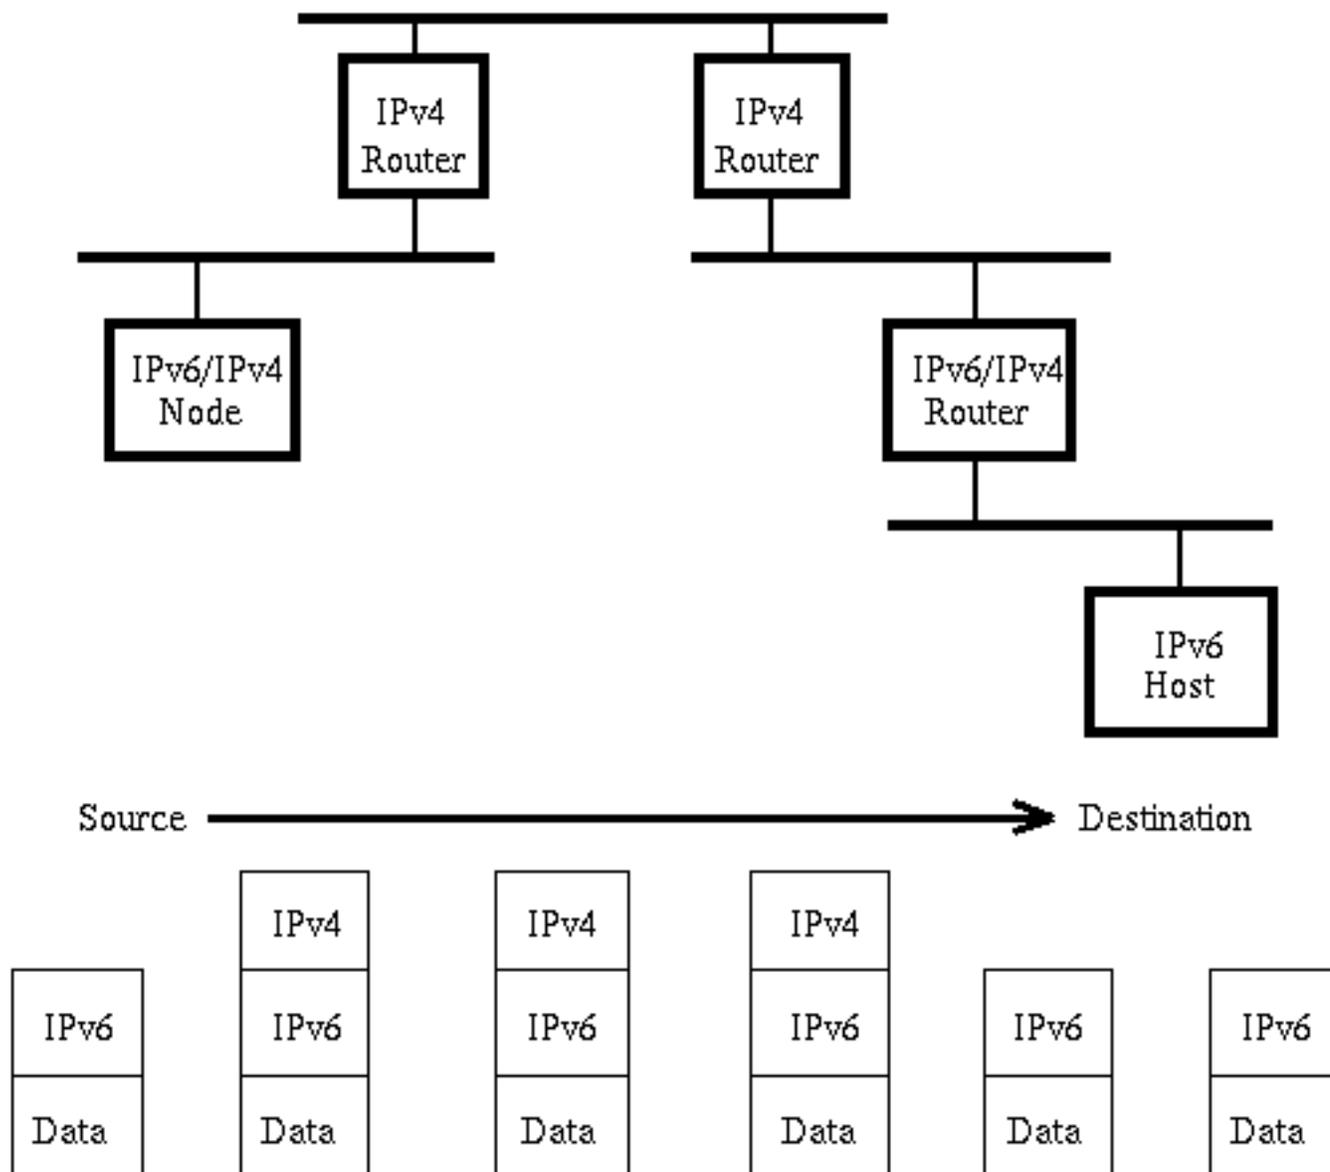 IPv4
Router
IPv4
Router
IPv6/IPv4
Node
IPv6/IPv4
Router
IPv6
Host
Source
Destination
IPv4
IPv4
IPv4
IPv6
IPv6
IPv6
IPv6
IPv6
IPv6
Data
Data
Data
Data
Data
Data